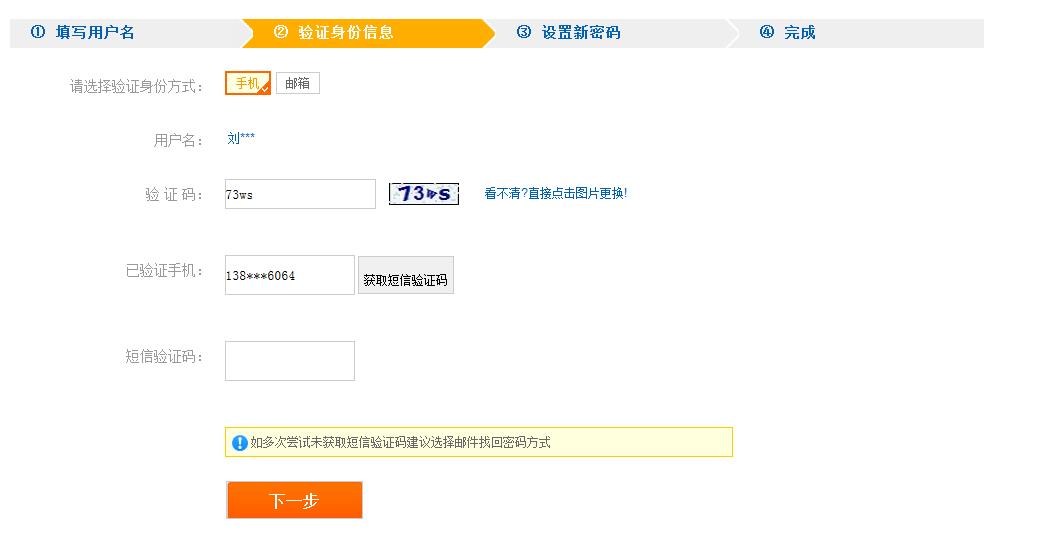 ① 填写用户名 ② 验证身份信息 ③ 设置新密码 ④ 完成
请选择验证身份方式： 手机 邮箱
用户名： 刘***
验 证 码： 73ws 73ws 看不清?直接点击图片更换!
已验证手机： 138***6064 获取短信验证码
短信验证码：
如多次尝试未获取短信验证码建议选择邮件找回密码方式
下一步